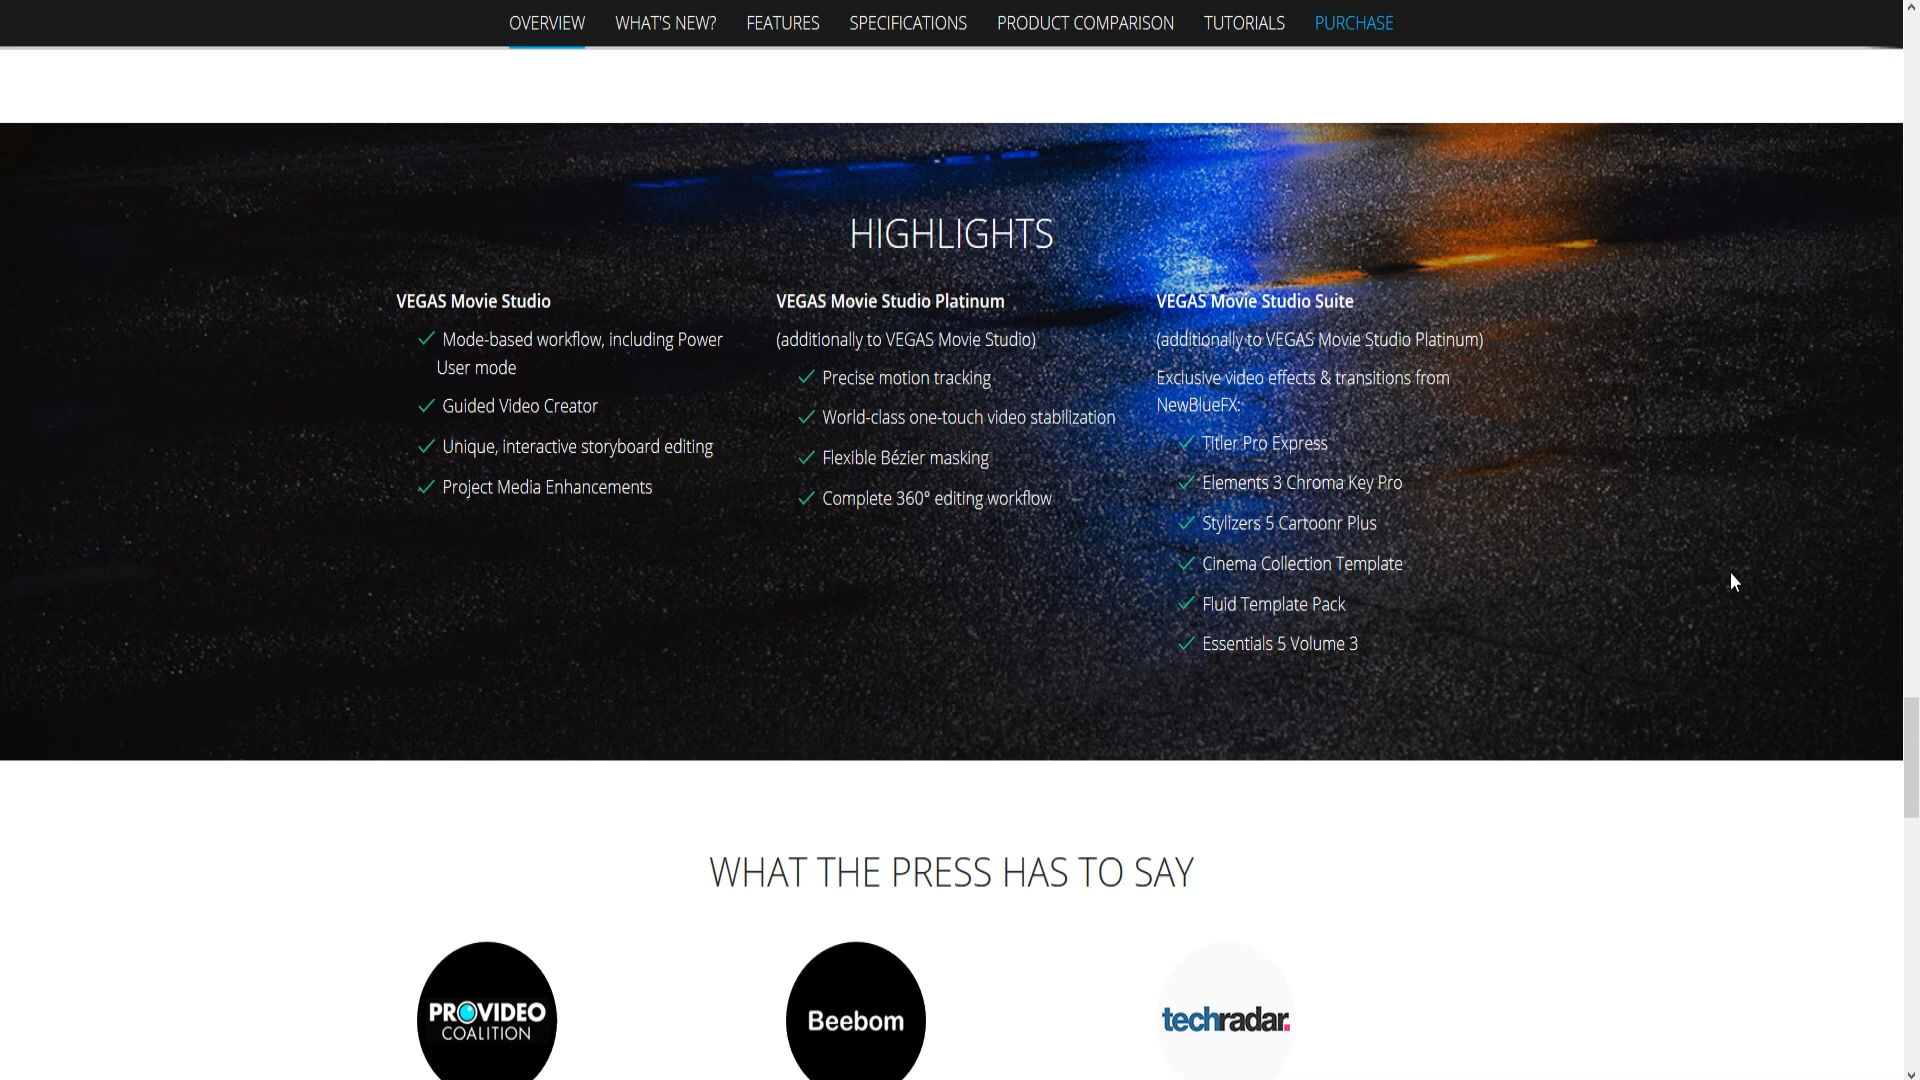 OVERVIEW WHAT'S NEW? FEATURES SPECIFICATIONS PRODUCT COMPARISON TUTORIALS PURCHASE
HIGHLIGHTS
VEGAS Movie Studio
Mode-based workflow, including Power
User mode
Guided Video Creator
Unique, interactive storyboard editing
Project Media Enhancements
VEGAS Movie Studio Platinum
(additionally to VEGAS Movie Studio)
Precise motion tracking
World-class one-touch video stabilization
Flexible Bézier masking
Complete 360° editing workflow
VEGAS Movie Studio Suite
(additionally to VEGAS Movie Studio Platinum)
Exclusive video effects & transitions from
NewBlueFX:
Titler Pro Express
Elements 3 Chroma Key Pro
Stylizers 5 Cartoonr Plus
Cinema Collection Template
Fluid Template Pack
Essentials 5 Volume 3
WHAT THE PRESS HAS TO SAY
PROVIDEO
COALITION
Beebom
techradar.